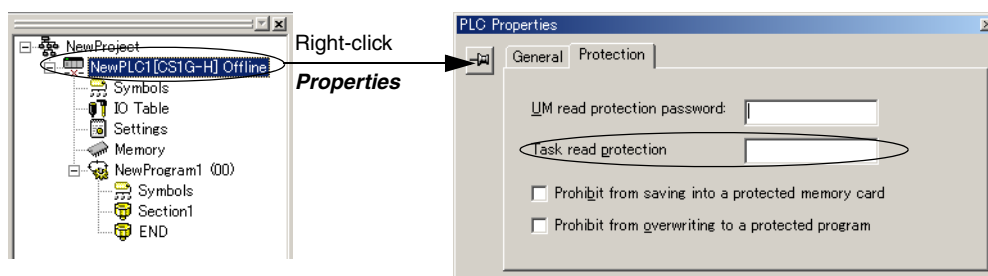 NewProject
NewPLC1[CS1G-H] Offline
Symbols
IO Table
Settings
Memory
NewProgram1 (00)
Symbols
Section1
END
Right-click
Properties
PLC Properties
General Protection
UM read protection password:
Task read protection
Prohibit from saving into a protected memory card
Prohibit from overwriting to a protected program